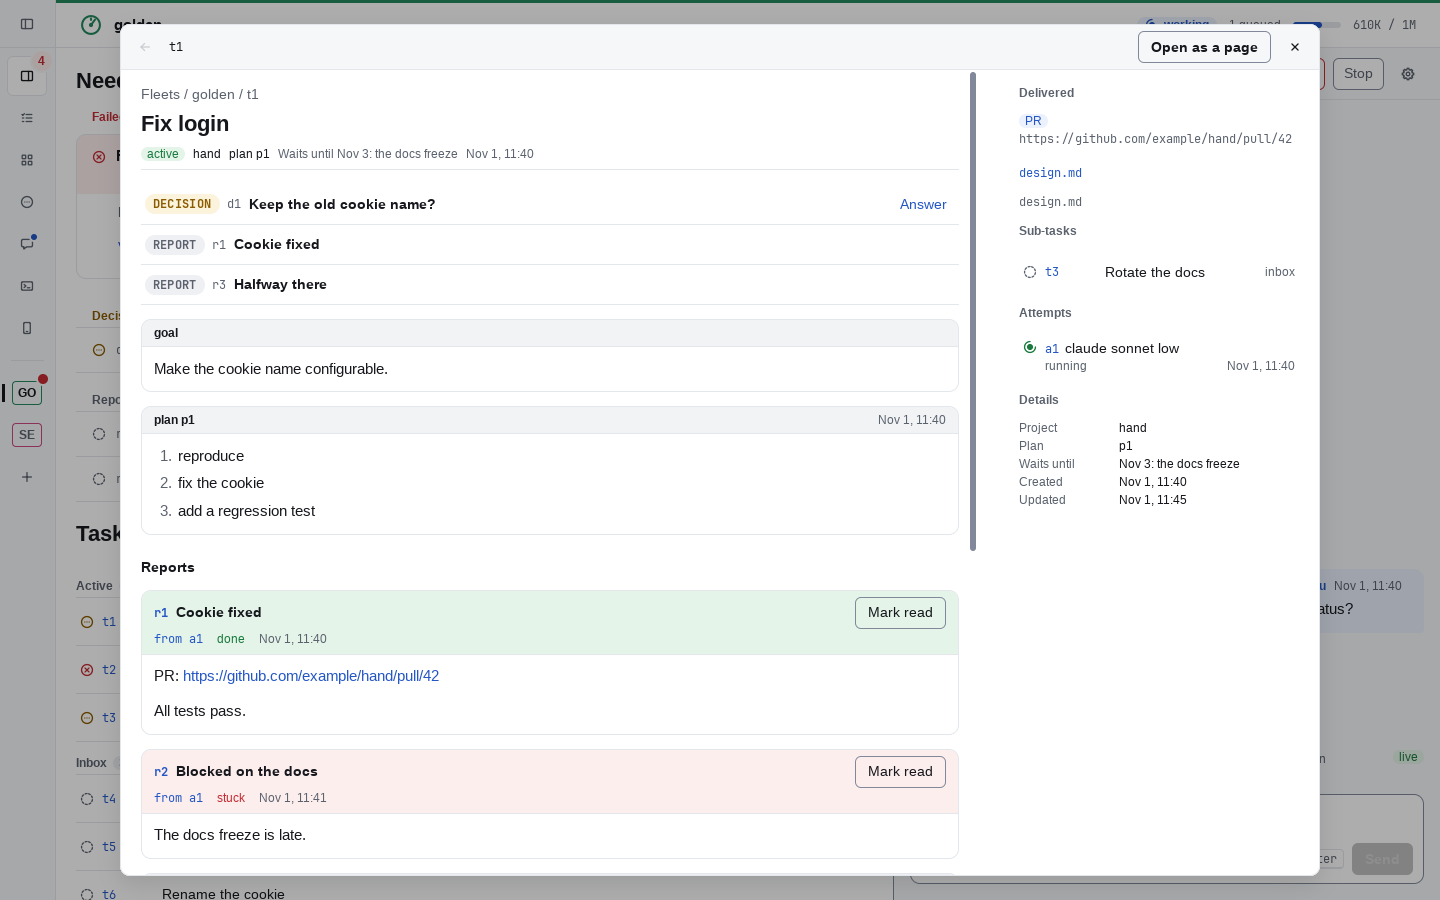 golden
working
1 queued
610K / 1M
t1
Open as a page
4
Need
Stop
Failed
Fleets / golden / t1
Fix login
active hand plan p1 Waits until Nov 3: the docs freeze Nov 1, 11:40
DECISION d1 Keep the old cookie name?
Answer
REPORT r1 Cookie fixed
REPORT r3 Halfway there
goal
Make the cookie name configurable.
plan p1
Nov 1, 11:40
1. reproduce
2. fix the cookie
3. add a regression test
Reports
r1 Cookie fixed
Mark read
from a1 done Nov 1, 11:40
PR: https://github.com/example/hand/pull/42
All tests pass.
r2 Blocked on the docs
Mark read
from a1 stuck Nov 1, 11:41
The docs freeze is late.
Delivered
PR
https://github.com/example/hand/pull/42
design.md
design.md
Sub-tasks
t3 Rotate the docs inbox
Attempts
a1 claude sonnet low
running Nov 1, 11:40
Details
Project hand
Plan p1
Waits until Nov 3: the docs freeze
Created Nov 1, 11:40
Updated Nov 1, 11:45
Decis
Repo
GO
SE
Task
Active
t1
t2
t3
Inbox
t4
t5
t6 Rename the cookie
u Nov 1, 11:40
atus?
n
live
ter
Send